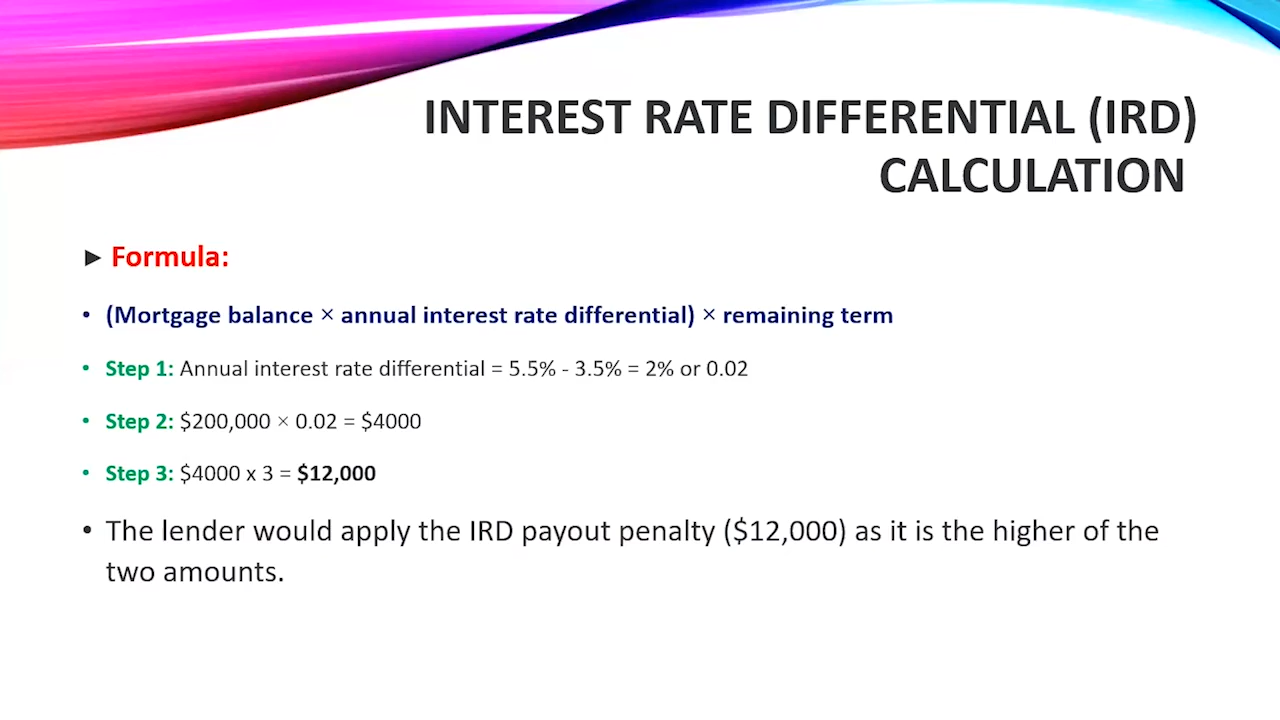 INTEREST RATE DIFFERENTIAL (IRD)
CALCULATION
► Formula:
• (Mortgage balance × annual interest rate differential) × remaining term
• Step 1: Annual interest rate differential = 5.5% - 3.5% = 2% or 0.02
• Step 2: $200,000 × 0.02 = $4000
• Step 3: $4000 x 3 = $12,000
• The lender would apply the IRD payout penalty ($12,000) as it is the higher of the
two amounts.